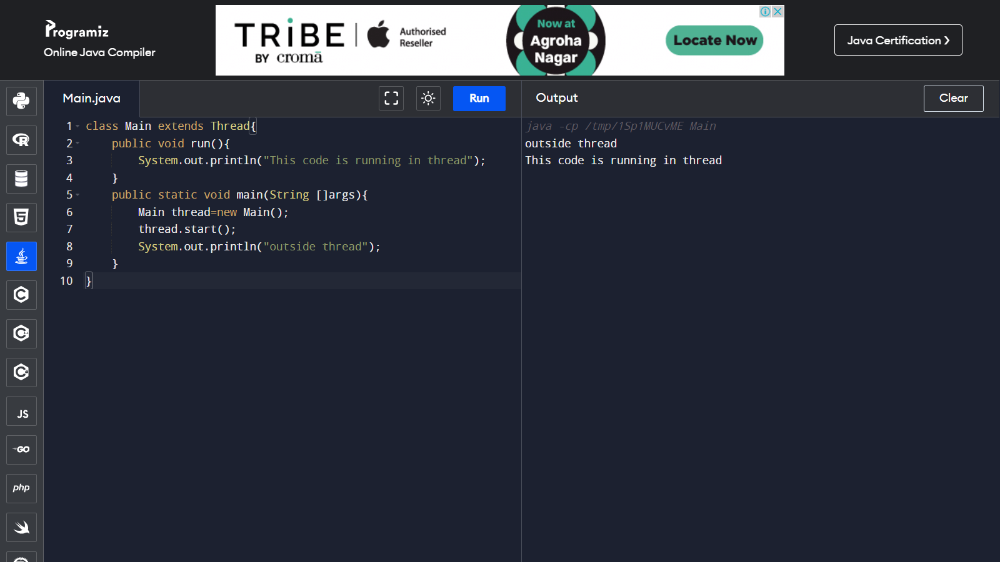 Programiz
Online Java Compiler
TRiBE
BY cromā
Authorised
Reseller
Now at
Agroha
Nagar
Locate Now
Java Certification ❯
Main.java
Run
Output
Clear
1 class Main extends Thread{
2     public void run(){
3         System.out.println("This code is running in thread");
4     }
5     public static void main(String []args){
6         Main thread=new Main();
7         thread.start();
8         System.out.println("outside thread");
9     }
10 }
java -cp /tmp/1Sp1MUCvME Main
outside thread
This code is running in thread
R
5
C
C++
C#
JS
GO
php